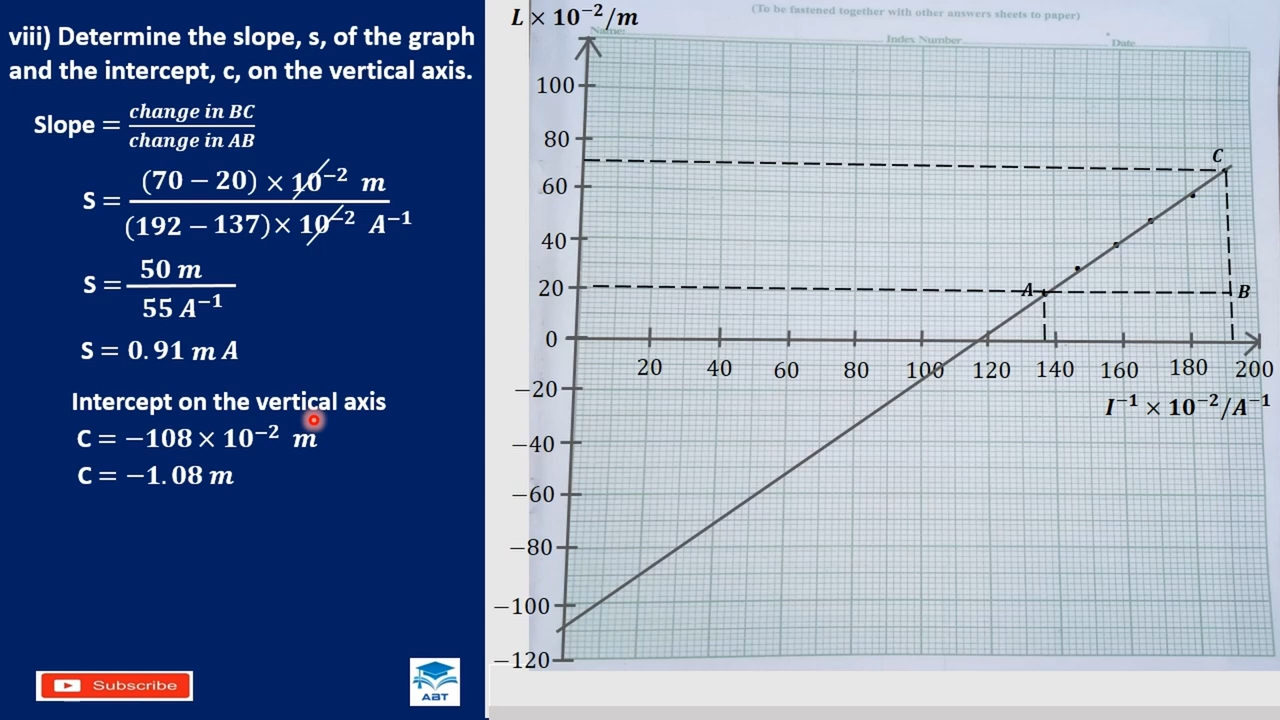 viii) Determine the slope, s, of the graph
and the intercept, c, on the vertical axis.
Slope = change in BC / change in AB
S = (70 − 20) × 10⁻² m / (192 − 137) × 10⁻² A⁻¹
S = 50 m / 55 A⁻¹
S = 0.91 m A
Intercept on the vertical axis
C = −108 × 10⁻² m
C = −1.08 m
Subscribe
ABT
L × 10⁻²/m
(To be fastened together with other answers sheets to paper)
Name:
Index Number
Date
100
80
60
40
20
0
−20
−40
−60
−80
−100
−120
C
A
B
20 40 60 80 100 120 140 160 180 200
I⁻¹ × 10⁻²/A⁻¹